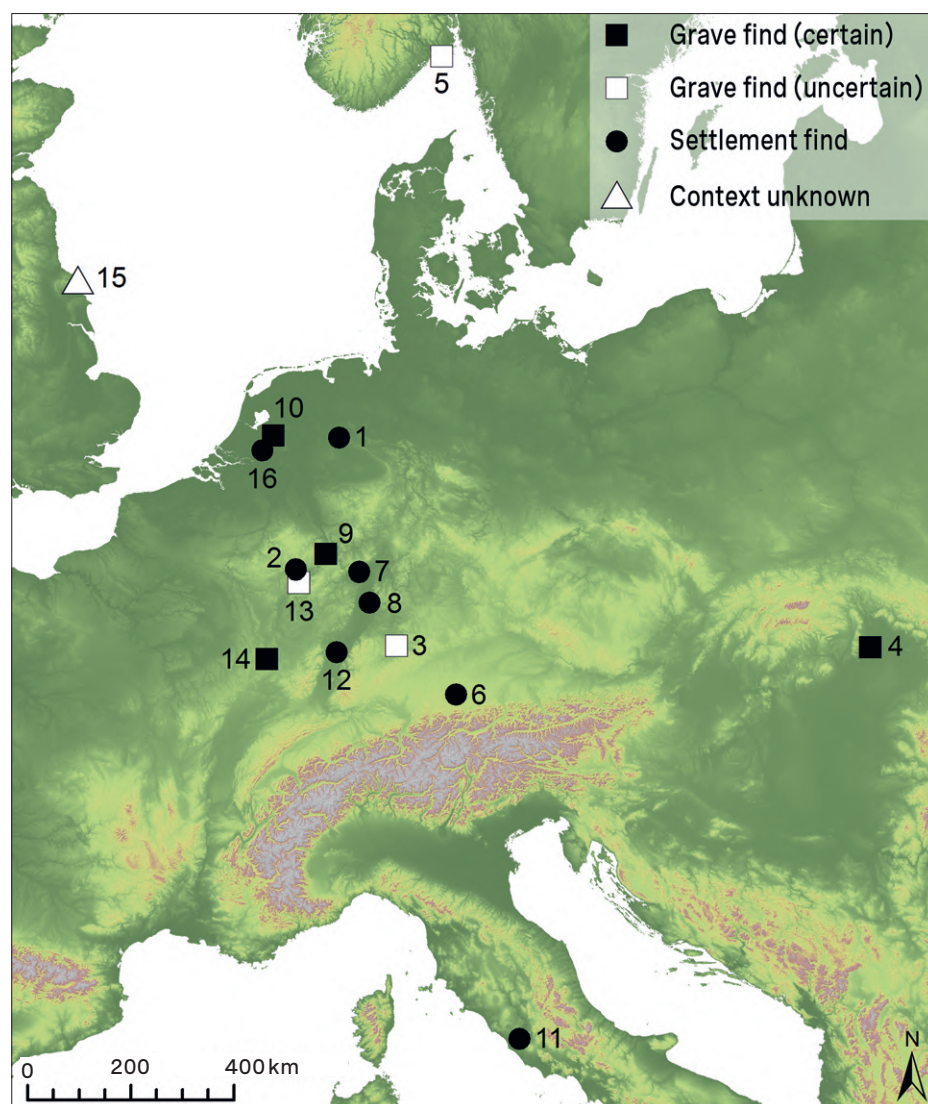 Grave find (certain)
5
Grave find (uncertain)
Settlement find
Context unknown
15
10
1
16
9
2
7
13
8
3
4
14
12
6
11
N
0 200 400 km